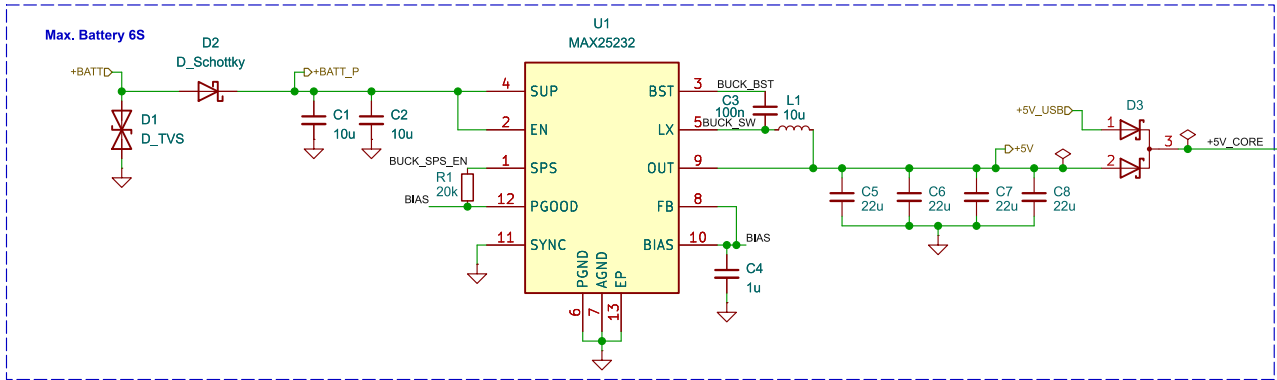 Max. Battery 6S
U1
MAX25232
D2
D_Schottky
+BATT
+BATT_P
D1
D_TVS
C1
10u
C2
10u
4
SUP
2
EN
1
SPS
12
PGOOD
11
SYNC
BUCK_SPS_EN
R1
20k
BIAS
PGND
AGND
EP
6
7
13
BST
3
BUCK_BST
LX
5
BUCK_SW
OUT
9
FB
8
BIAS
10
BIAS
C3
100n
L1
10u
C4
1u
+5V
C5
22u
C6
22u
C7
22u
C8
22u
+5V_USB
D3
1
2
3
+5V_CORE